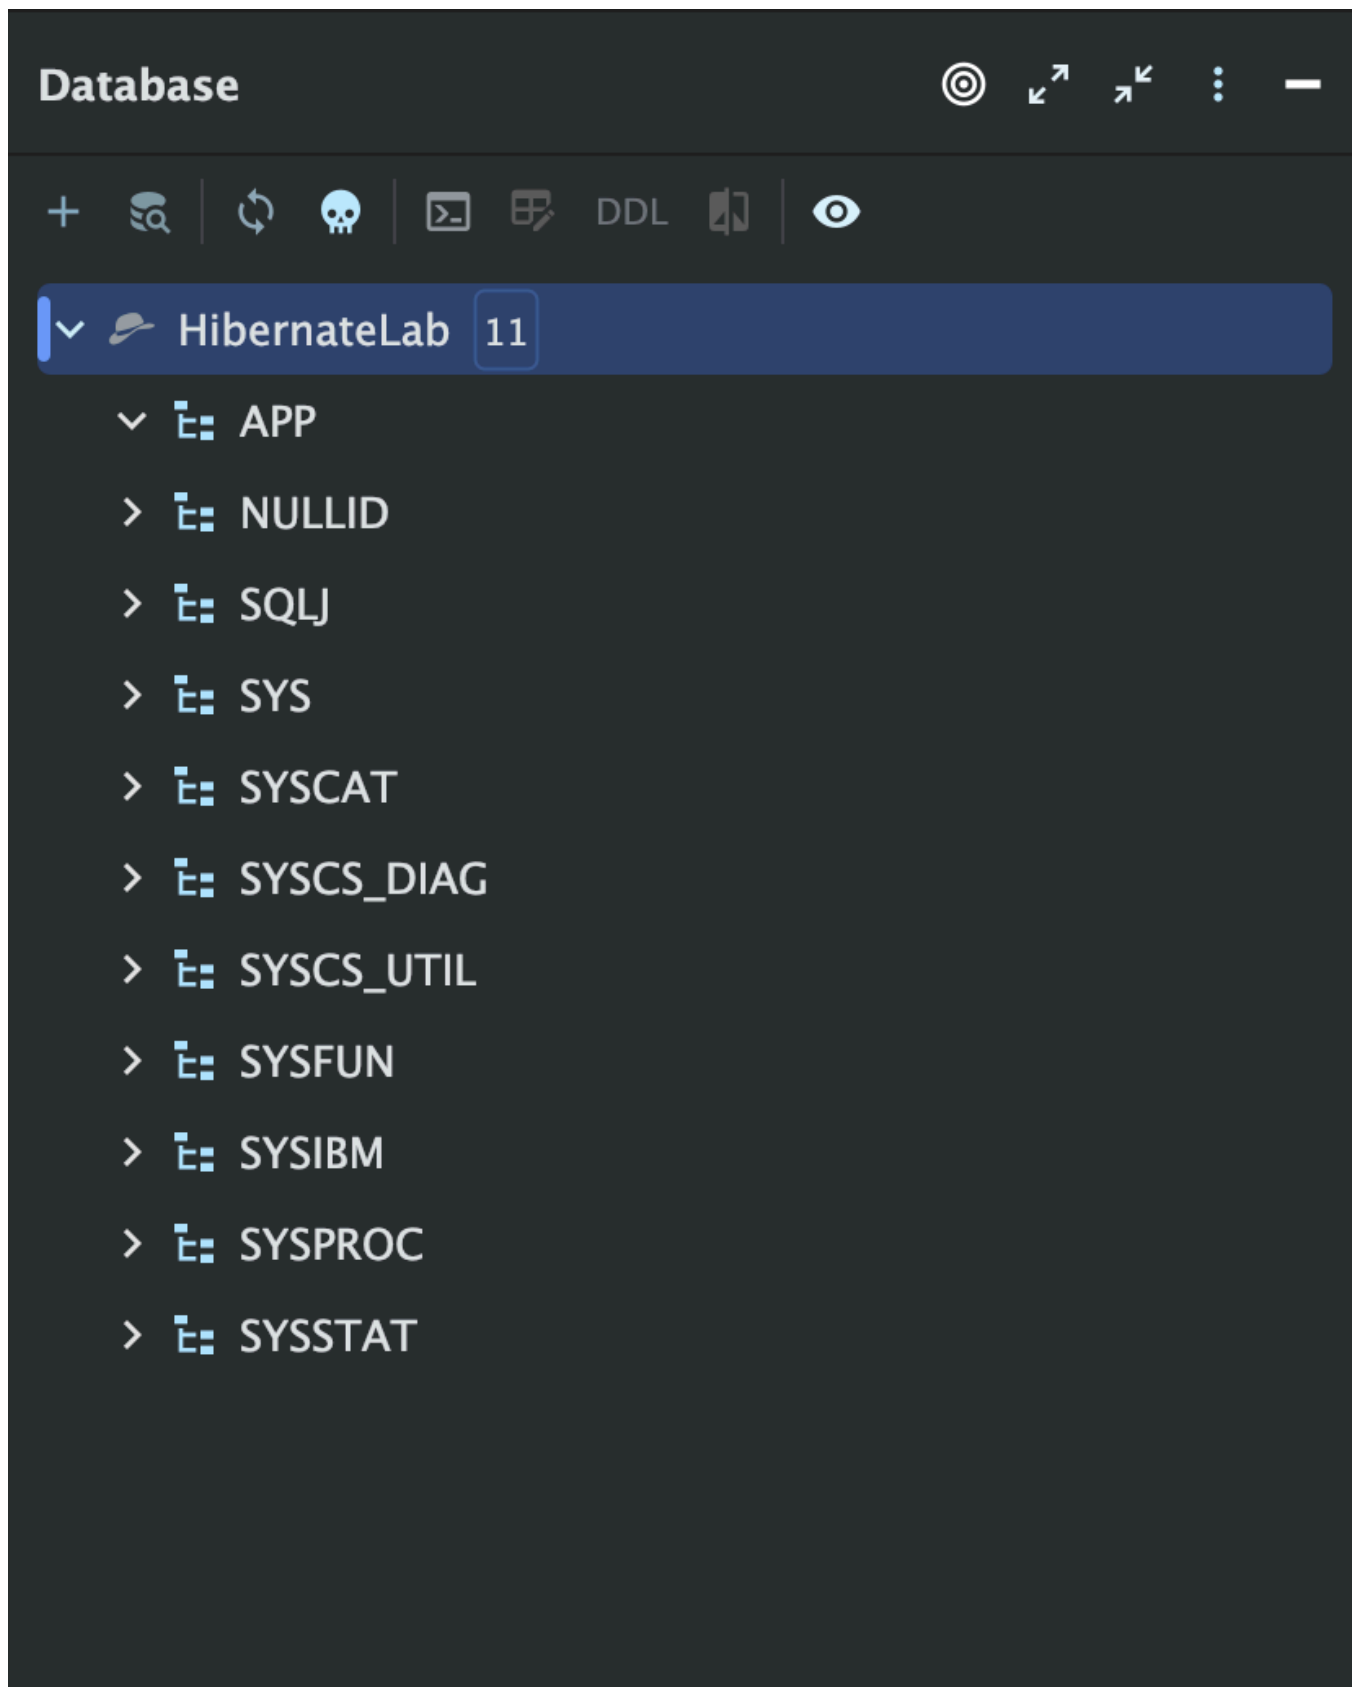 Database
DDL
HibernateLab 11
APP
NULLID
SQLJ
SYS
SYSCAT
SYSCS_DIAG
SYSCS_UTIL
SYSFUN
SYSIBM
SYSPROC
SYSSTAT